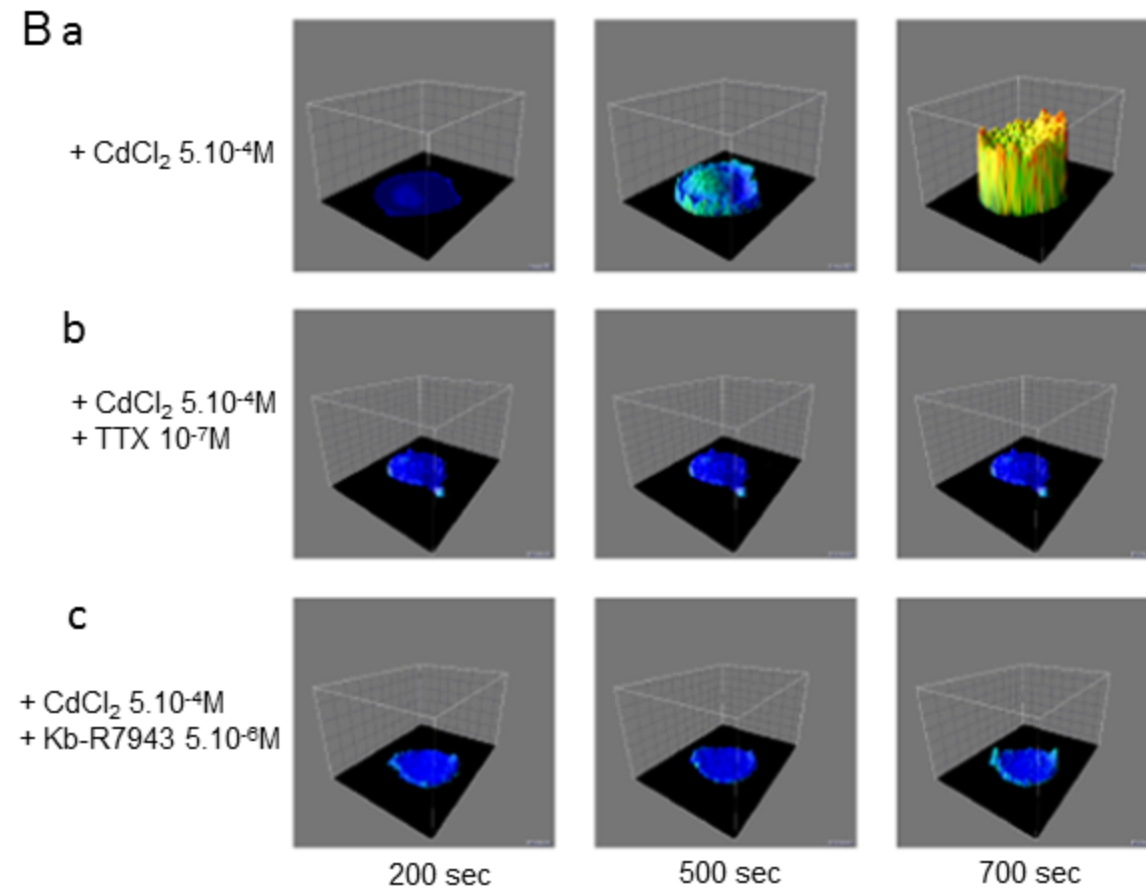 B a
+ CdCl₂ 5.10⁻⁴M
b
+ CdCl₂ 5.10⁻⁴M
+ TTX 10⁻⁷M
c
+ CdCl₂ 5.10⁻⁴M
+ Kb-R7943 5.10⁻⁶M
200 sec
500 sec
700 sec